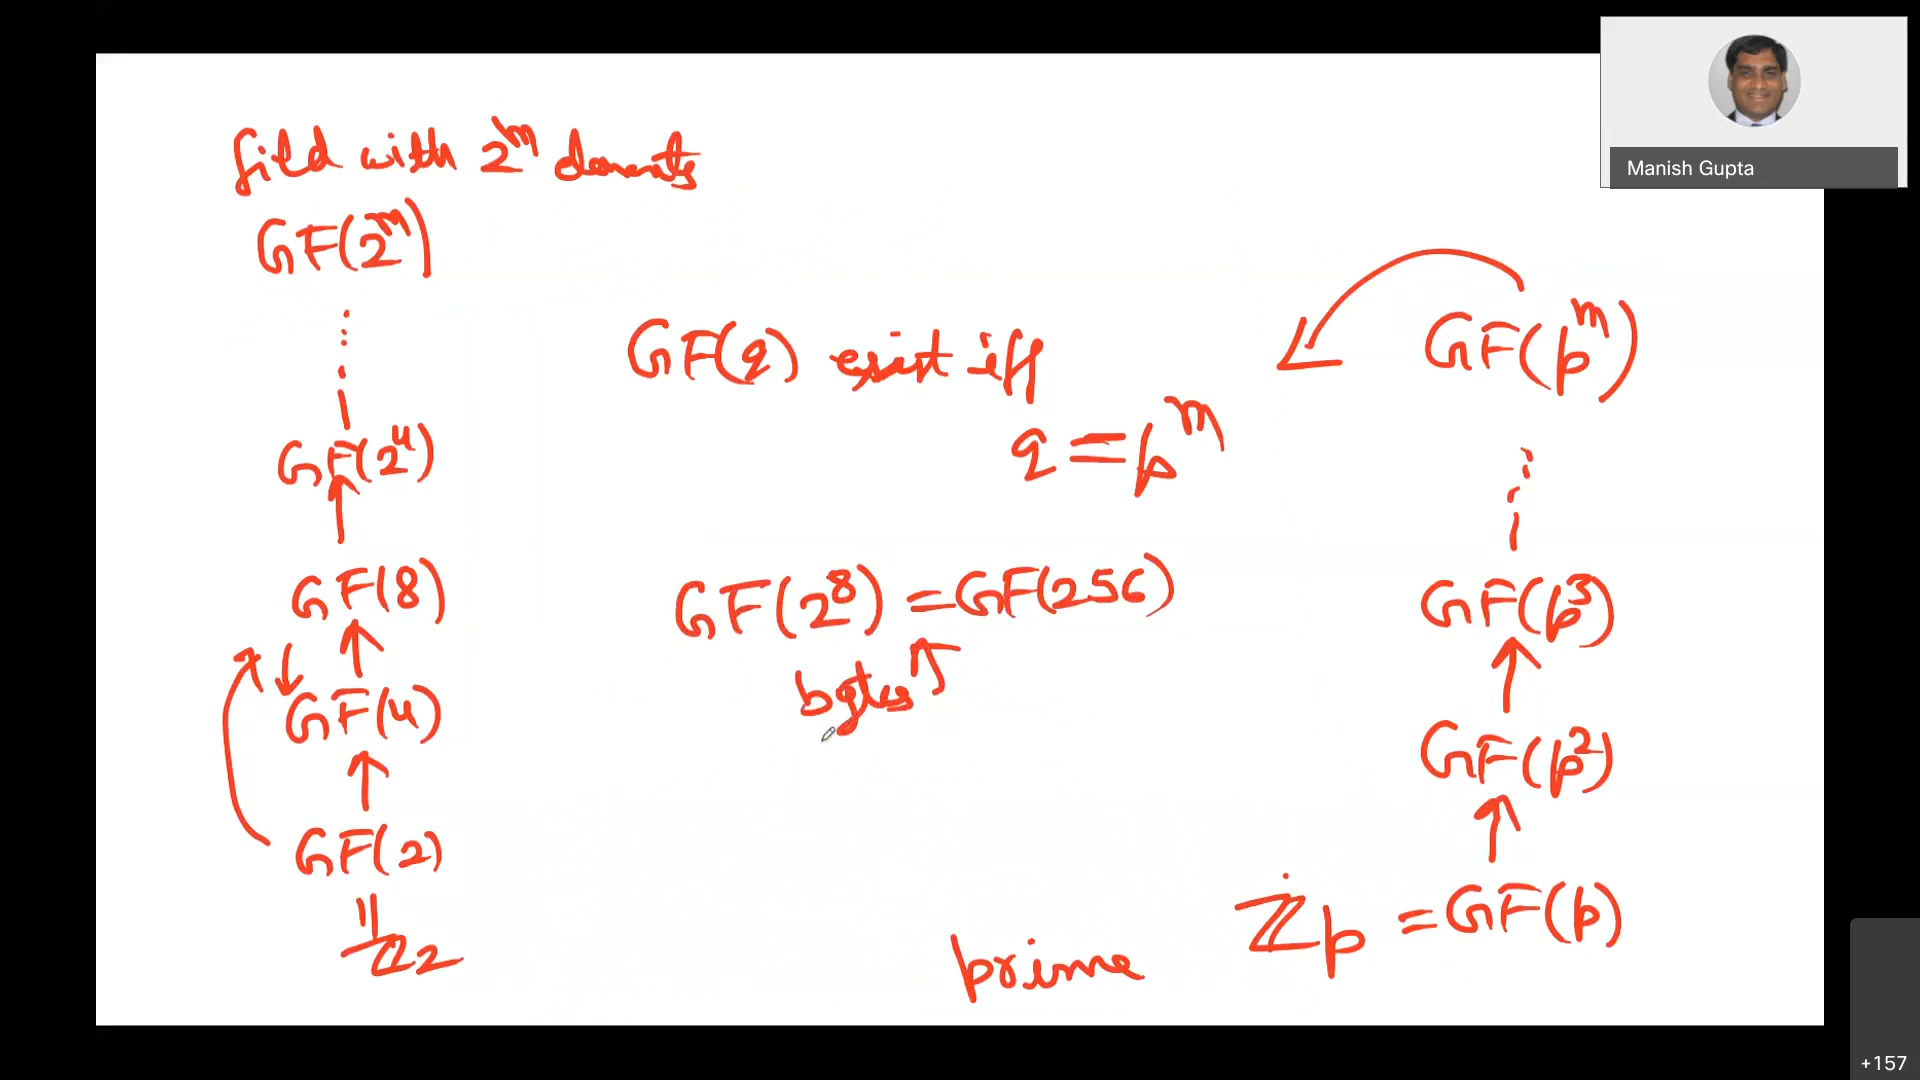 field with 2^m elements
GF(2^m)
GF(2^4)
GF(8)
GF(4)
GF(2)
ℤ2
GF(q) exist iff
q = p^m
GF(2^8) = GF(256)
bytes
prime
GF(p^m)
GF(p^3)
GF(p^2)
ℤp = GF(p)
Manish Gupta
+157